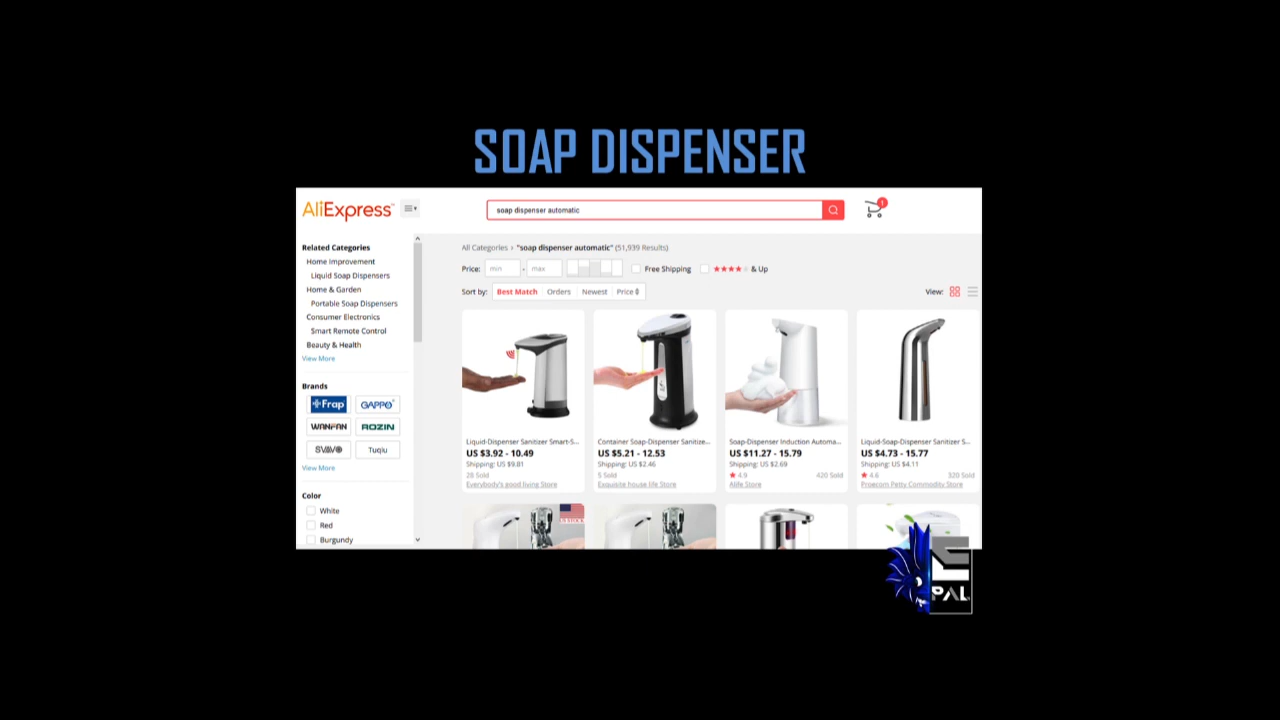 SOAP DISPENSER
AliExpress™
soap dispenser automatic
1
Related Categories
Home Improvement
Liquid Soap Dispensers
Home & Garden
Portable Soap Dispensers
Consumer Electronics
Smart Remote Control
Beauty & Health
View More
Brands
Frap
GAPPO
WANFAN
ROZIN
SVAVO
Tuqiu
View More
Color
White
Red
Burgundy
All Categories > "soap dispenser automatic" (51,939 Results)
Price: min - max Free Shipping & Up
Sort by: Best Match Orders Newest Price View:
Liquid-Dispenser Sanitizer Smart-S...
US $3.92 - 10.49
Shipping: US $9.81
28 Sold
Everybody's good living Store
Container Soap-Dispenser Sanitize...
US $5.21 - 12.53
Shipping: US $2.46
5 Sold
Exquisite house life Store
Soap-Dispenser Induction Automa...
US $11.27 - 15.79
Shipping: US $2.69
4.9 420 Sold
Alife Store
Liquid-Soap-Dispenser Sanitizer S...
US $4.73 - 15.77
Shipping: US $4.11
4.6 320 Sold
Proecom Petty Commodity Store
E
PAL